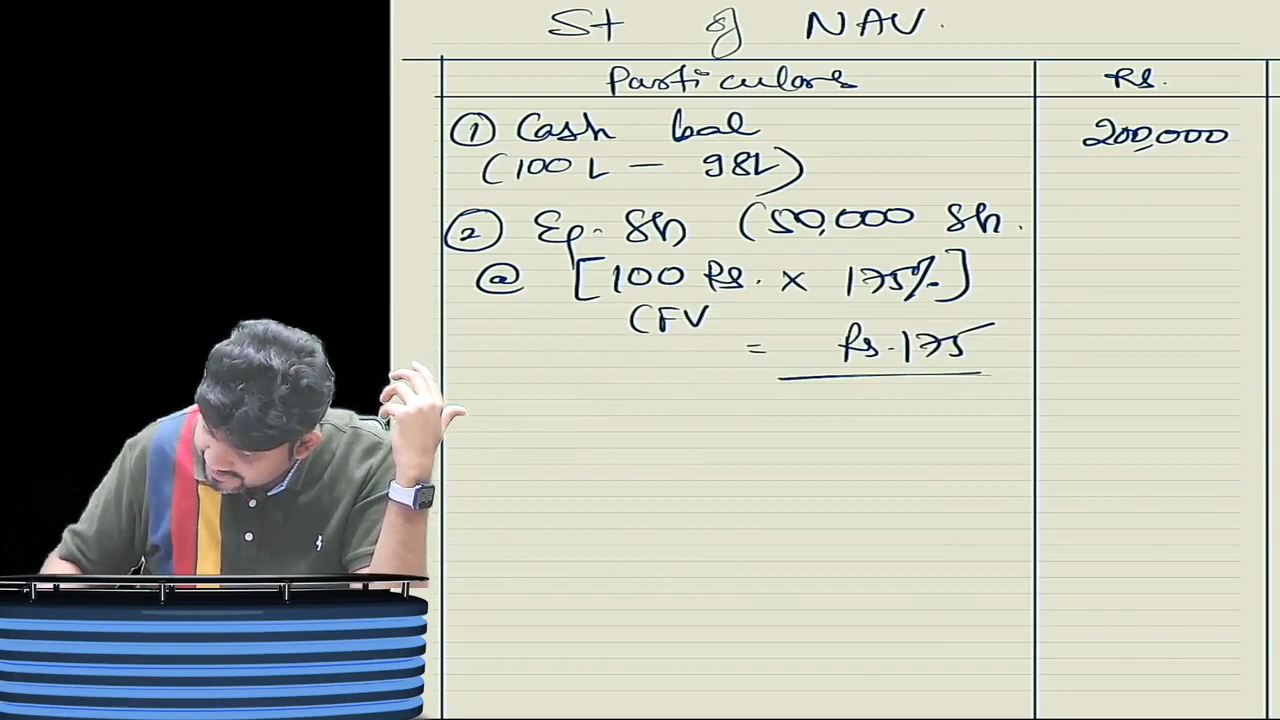 St of NAV.
Particulars Rs.
① Cash bal 200,000
(100 L - 98L)
② Eq. Sh (50,000 Sh.
@ [100 Rs. x 175%]
(FV
= Rs. 175